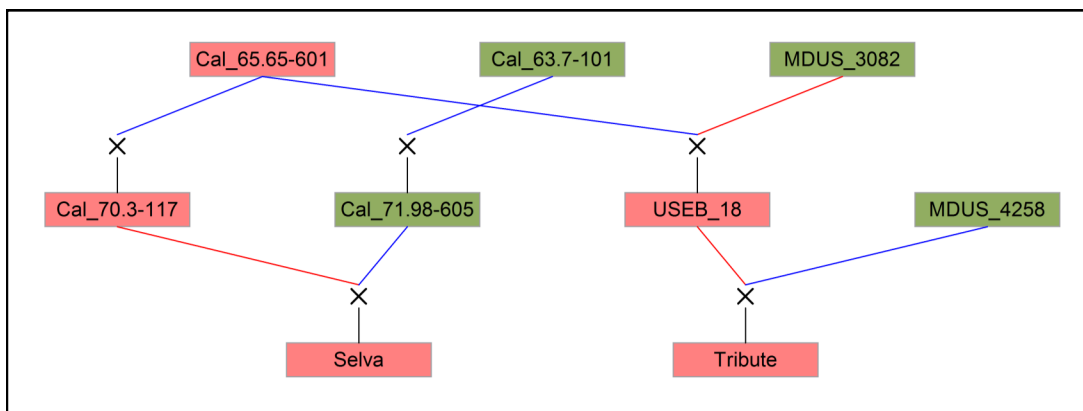 Cal_65.65-601
Cal_63.7-101
MDUS_3082
Cal_70.3-117
Cal_71.98-605
USEB_18
MDUS_4258
Selva
Tribute